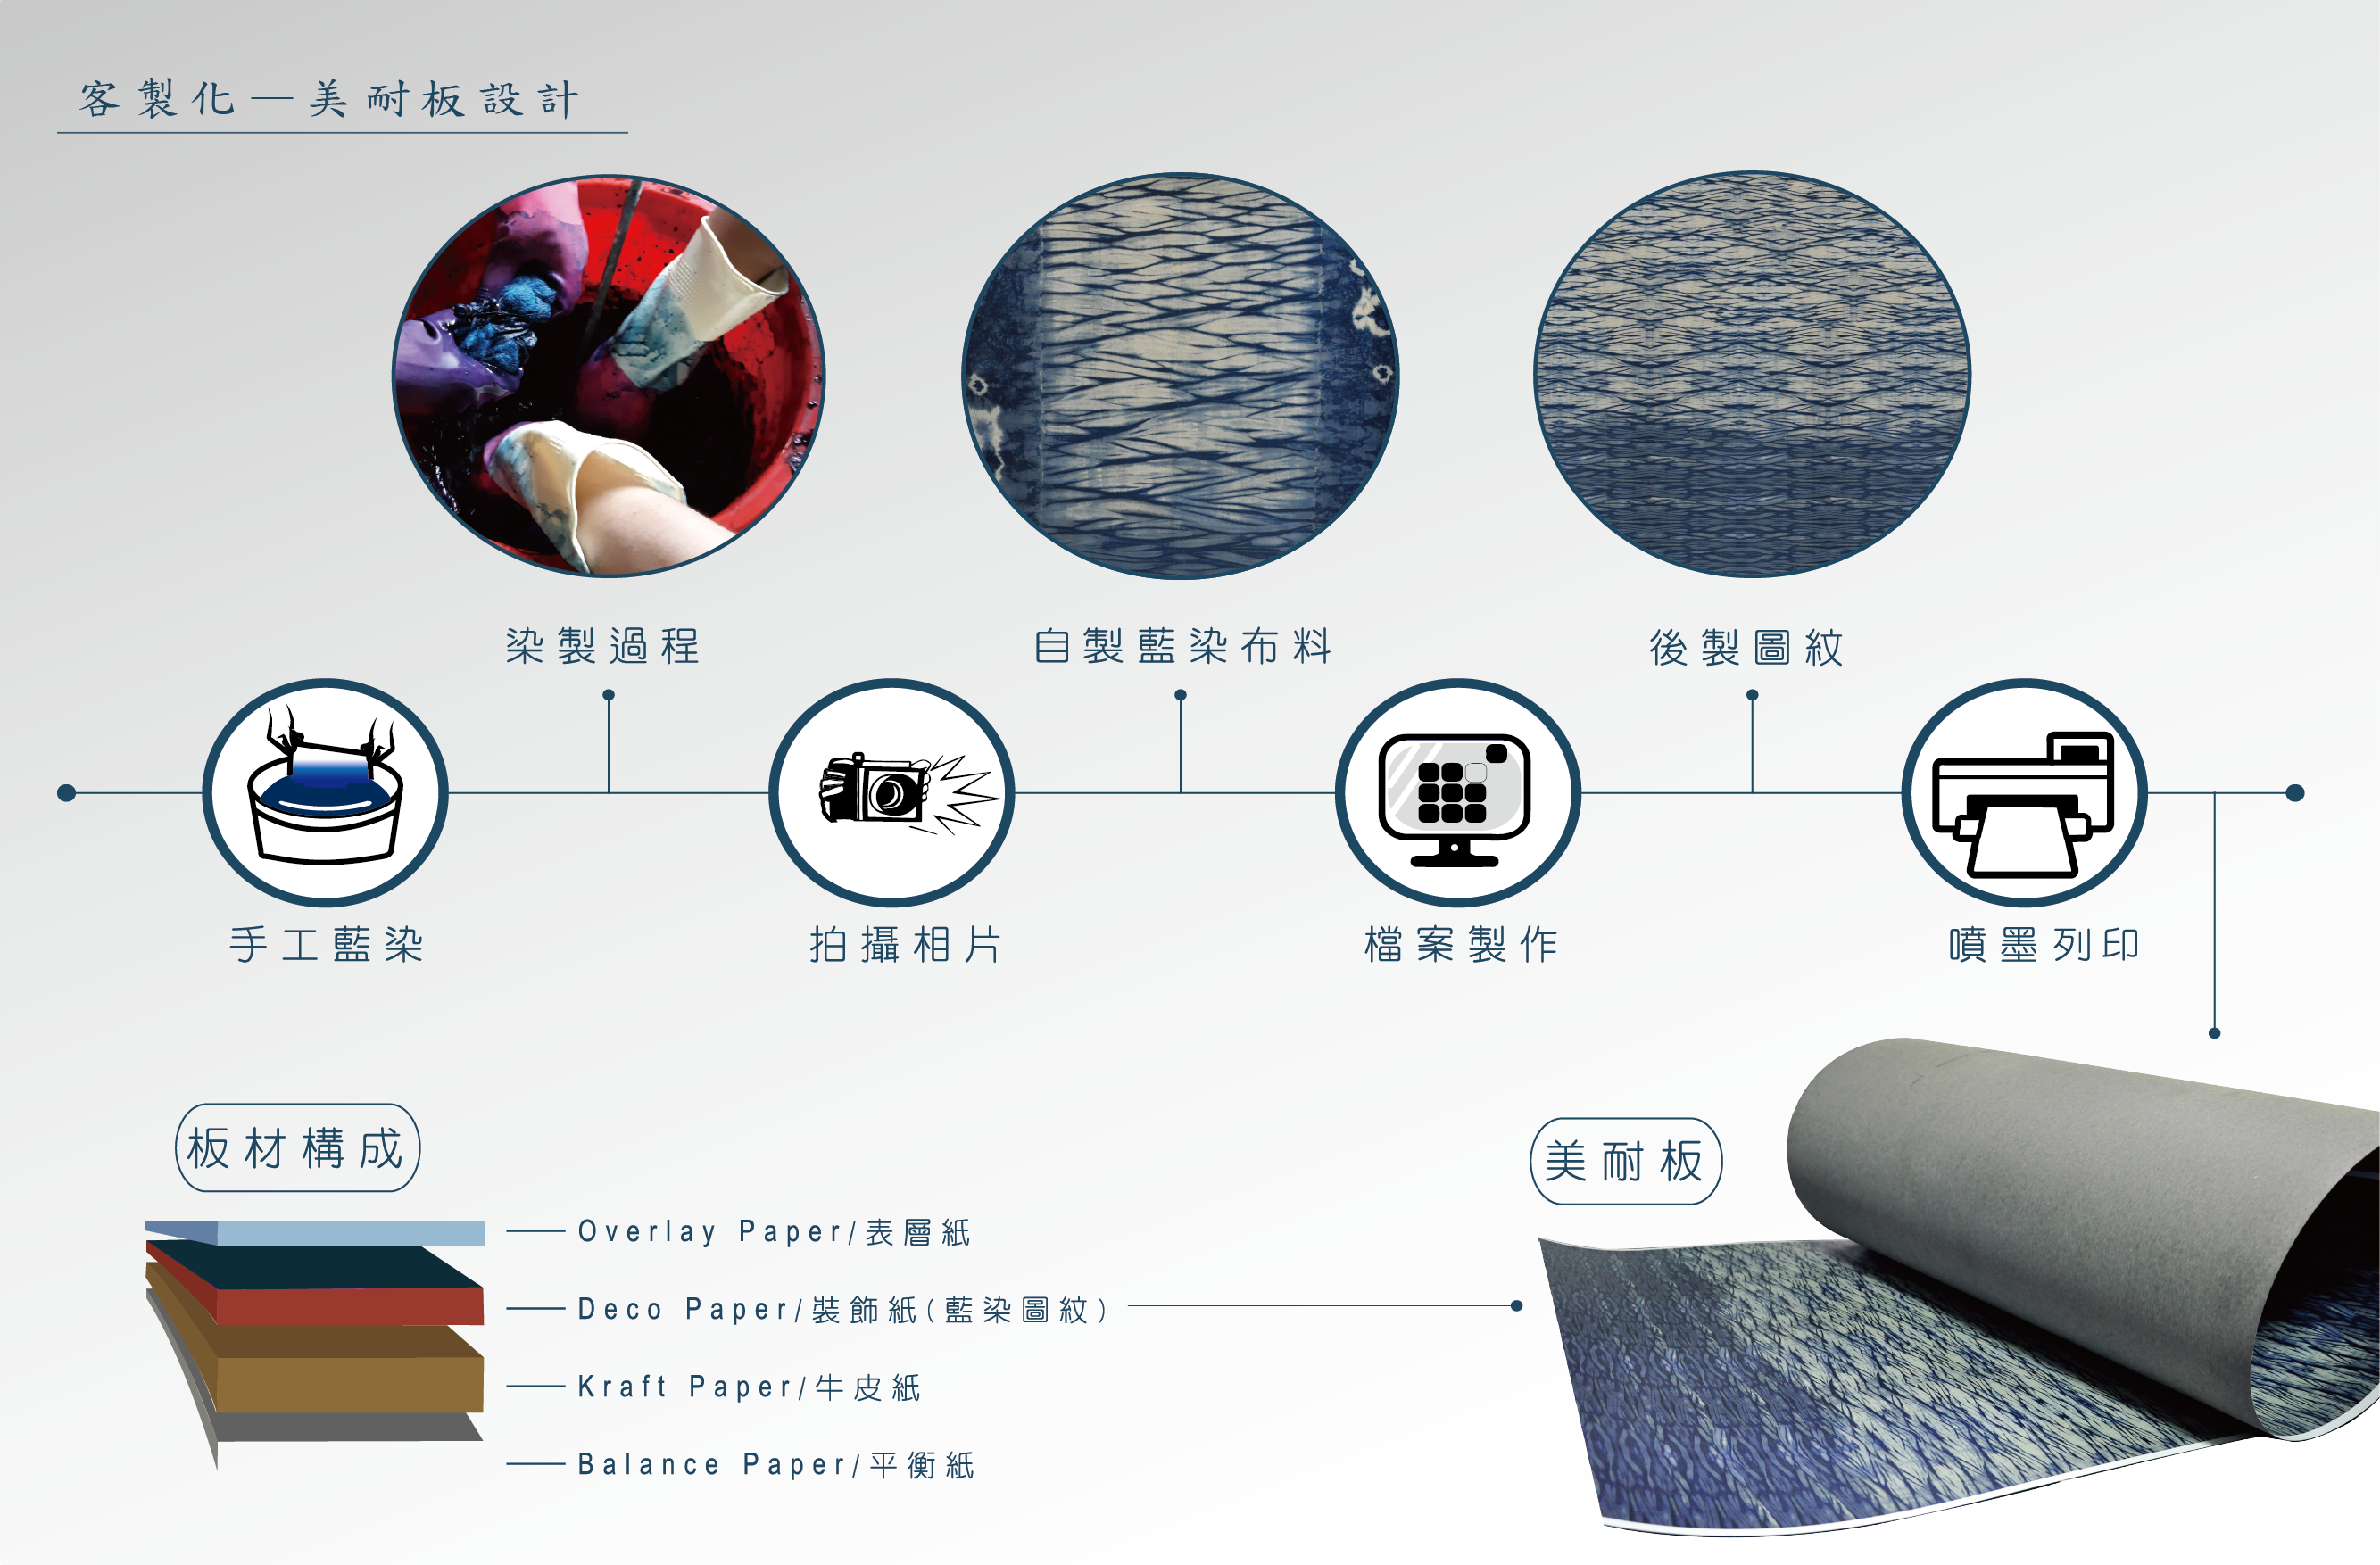 客製化—美耐板設計
染製過程
自製藍染布料
後製圖紋
手工藍染
拍攝相片
檔案製作
噴墨列印
板材構成
美耐板
Overlay Paper/表層紙
Deco Paper/裝飾紙(藍染圖紋)
Kraft Paper/牛皮紙
Balance Paper/平衡紙